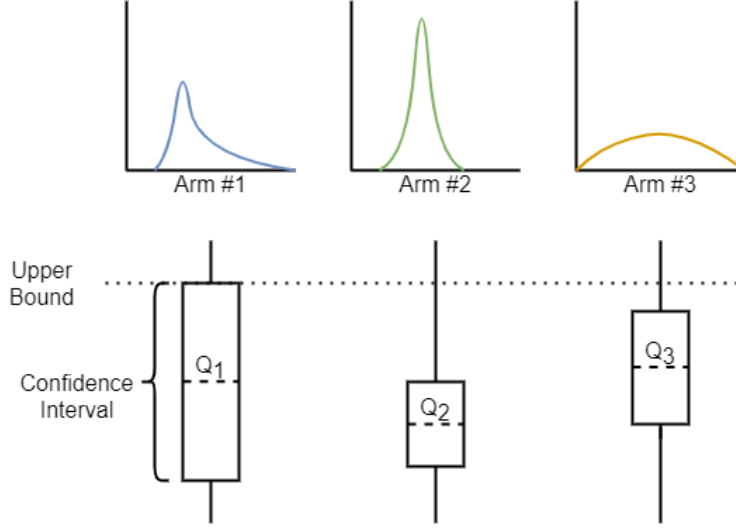 Arm #1
Arm #2
Arm #3
Upper
Bound
Confidence
Interval
Q1
Q2
Q3